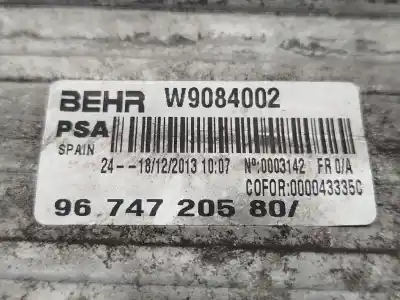 BEHR W9084002
PSA
SPAIN
24--18/12/2013 10:07 Nº:0003142 FR 0/A
COFOR:000043335C
96 747 205 80/